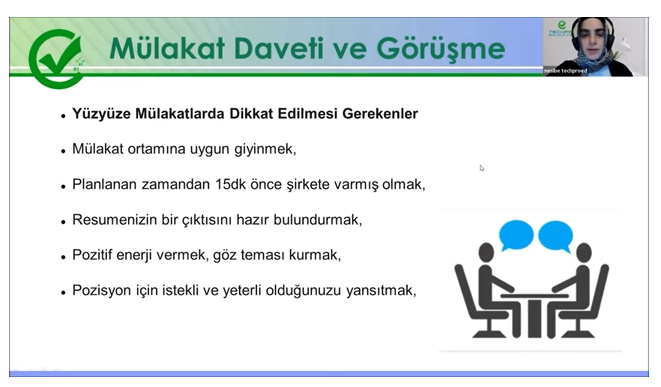 Mülakat Daveti ve Görüşme
nesibe techproed
Yüzyüze Mülakatlarda Dikkat Edilmesi Gerekenler
Mülakat ortamına uygun giyinmek,
Planlanan zamandan 15dk önce şirkete varmış olmak,
Resumenizin bir çıktısını hazır bulundurmak,
Pozitif enerji vermek, göz teması kurmak,
Pozisyon için istekli ve yeterli olduğunuzu yansıtmak,